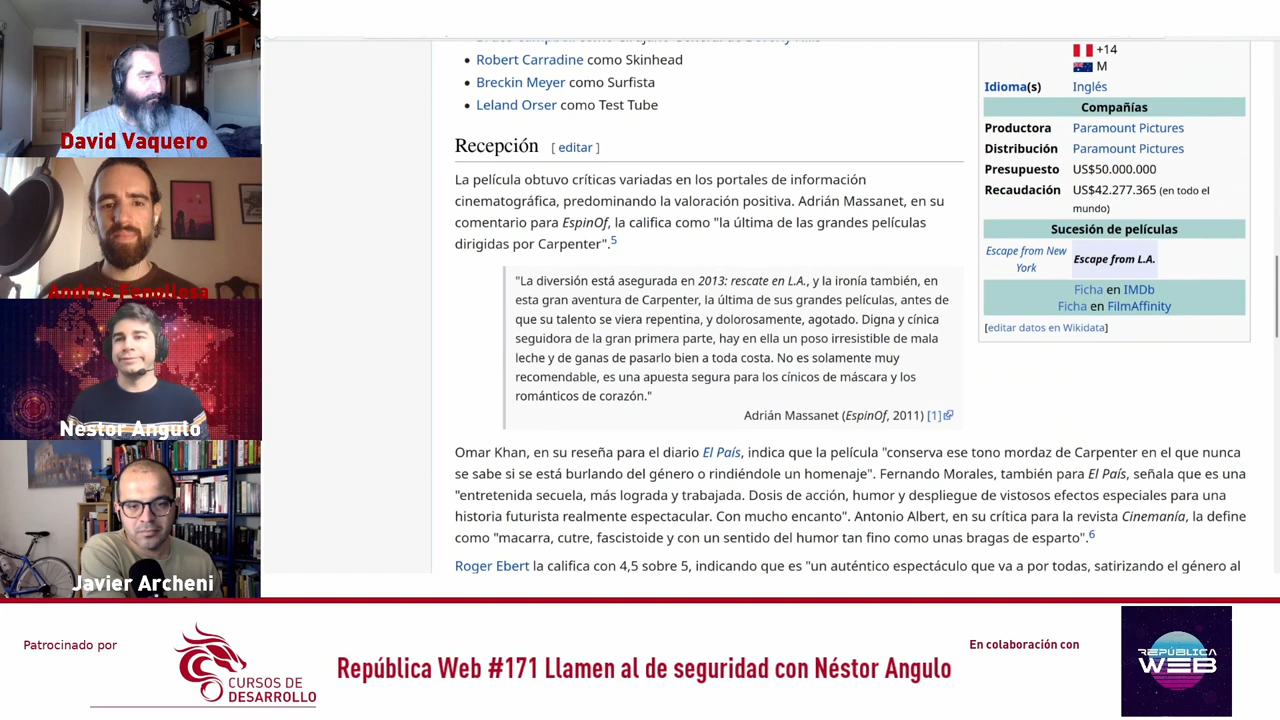 David Vaquero
Andros Fenollosa
Nestor Angulo
Javier Archeni
Robert Carradine como Skinhead
Breckin Meyer como Surfista
Leland Orser como Test Tube
Recepción [ editar ]
La película obtuvo críticas variadas en los portales de información
cinematográfica, predominando la valoración positiva. Adrián Massanet, en su
comentario para EspinOf, la califica como "la última de las grandes películas
dirigidas por Carpenter".5
"La diversión está asegurada en 2013: rescate en L.A., y la ironía también, en
esta gran aventura de Carpenter, la última de sus grandes películas, antes de
que su talento se viera repentina, y dolorosamente, agotado. Digna y cínica
seguidora de la gran primera parte, hay en ella un poso irresistible de mala
leche y de ganas de pasarlo bien a toda costa. No es solamente muy
recomendable, es una apuesta segura para los cínicos de máscara y los
románticos de corazón."
Adrián Massanet (EspinOf, 2011) [1]
Omar Khan, en su reseña para el diario El País, indica que la película "conserva ese tono mordaz de Carpenter en el que nunca
se sabe si se está burlando del género o rindiéndole un homenaje". Fernando Morales, también para El País, señala que es una
"entretenida secuela, más lograda y trabajada. Dosis de acción, humor y despliegue de vistosos efectos especiales para una
historia futurista realmente espectacular. Con mucho encanto". Antonio Albert, en su crítica para la revista Cinemanía, la define
como "macarra, cutre, fascistoide y con un sentido del humor tan fino como unas bragas de esparto".6
Roger Ebert la califica con 4,5 sobre 5, indicando que es "un auténtico espectáculo que va a por todas, satirizando el género al
+14
M
Idioma(s) Inglés
Compañías
Productora Paramount Pictures
Distribución Paramount Pictures
Presupuesto US$50.000.000
Recaudación US$42.277.365 (en todo el
mundo)
Sucesión de películas
Escape from New
York
Escape from L.A.
Ficha en IMDb
Ficha en FilmAffinity
[editar datos en Wikidata]
Patrocinado por
CURSOS DE
DESARROLLO
República Web #171 Llamen al de seguridad con Néstor Angulo
En colaboración con
REPÚBLICA
WEB